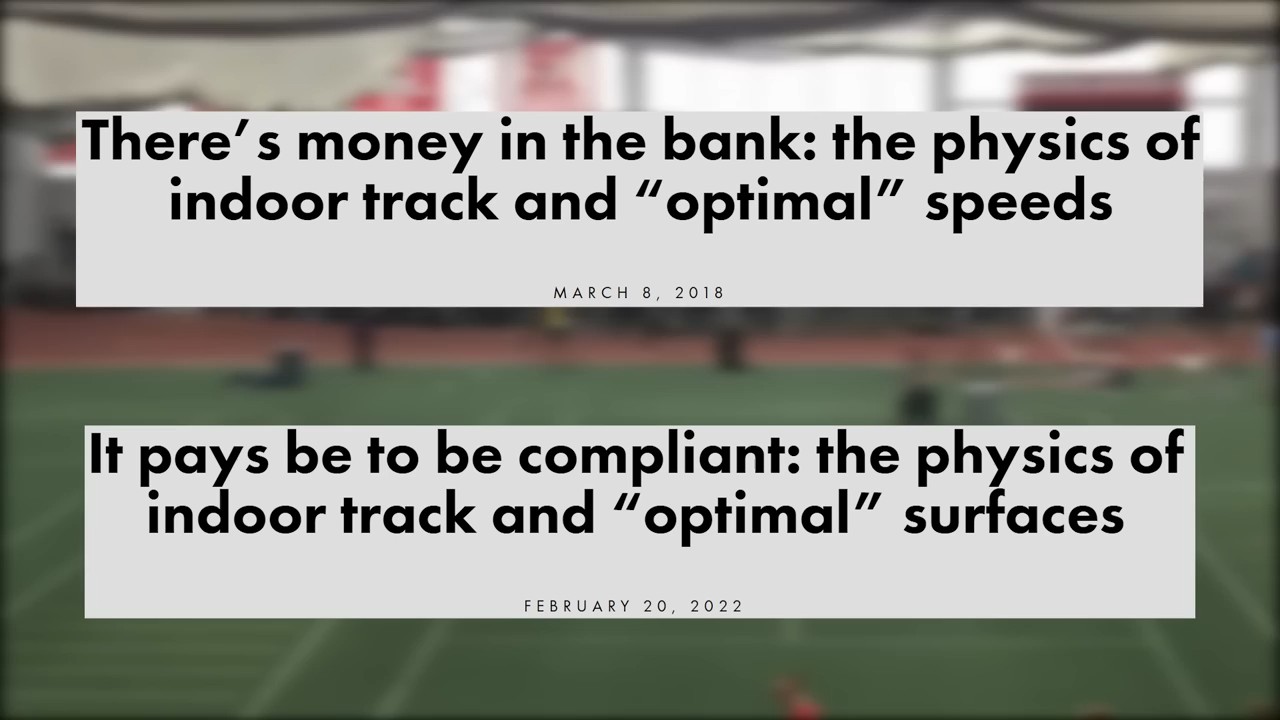 There’s money in the bank: the physics of
indoor track and “optimal” speeds
MARCH 8, 2018
It pays be to be compliant: the physics of
indoor track and “optimal” surfaces
FEBRUARY 20, 2022